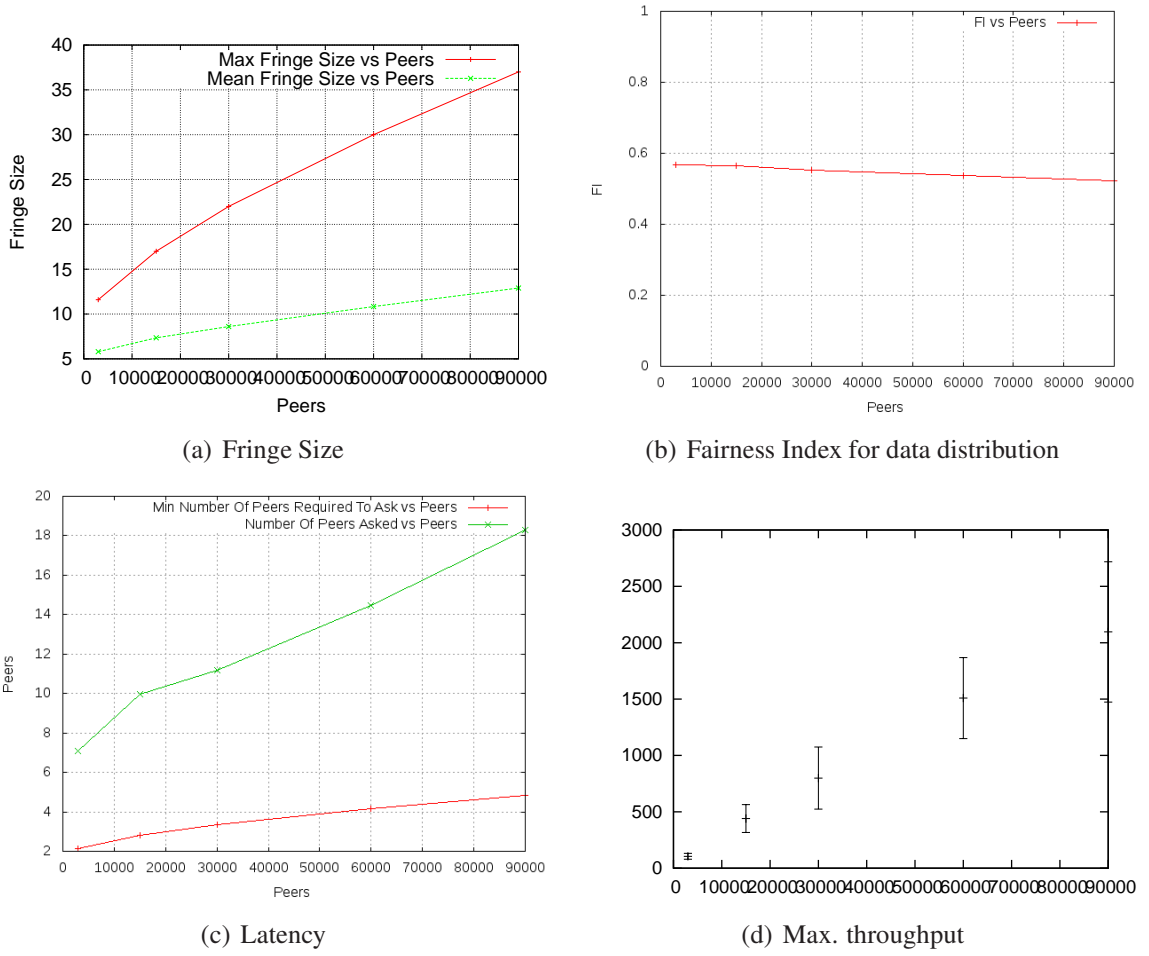 Max Fringe Size vs Peers
Mean Fringe Size vs Peers
40
35
30
25
20
15
10
5
0 10000 20000 30000 40000 50000 60000 70000 80000 90000
Fringe Size
Peers
(a) Fringe Size
FI vs Peers
1
0.8
0.6
0.4
0.2
0
0 10000 20000 30000 40000 50000 60000 70000 80000 90000
FI
Peers
(b) Fairness Index for data distribution
Min Number Of Peers Required To Ask vs Peers
Number Of Peers Asked vs Peers
20
18
16
14
12
10
8
6
4
2
0 10000 20000 30000 40000 50000 60000 70000 80000 90000
Peers
Peers
(c) Latency
3000
2500
2000
1500
1000
500
0
0 10000 20000 30000 40000 50000 60000 70000 80000 90000
(d) Max. throughput